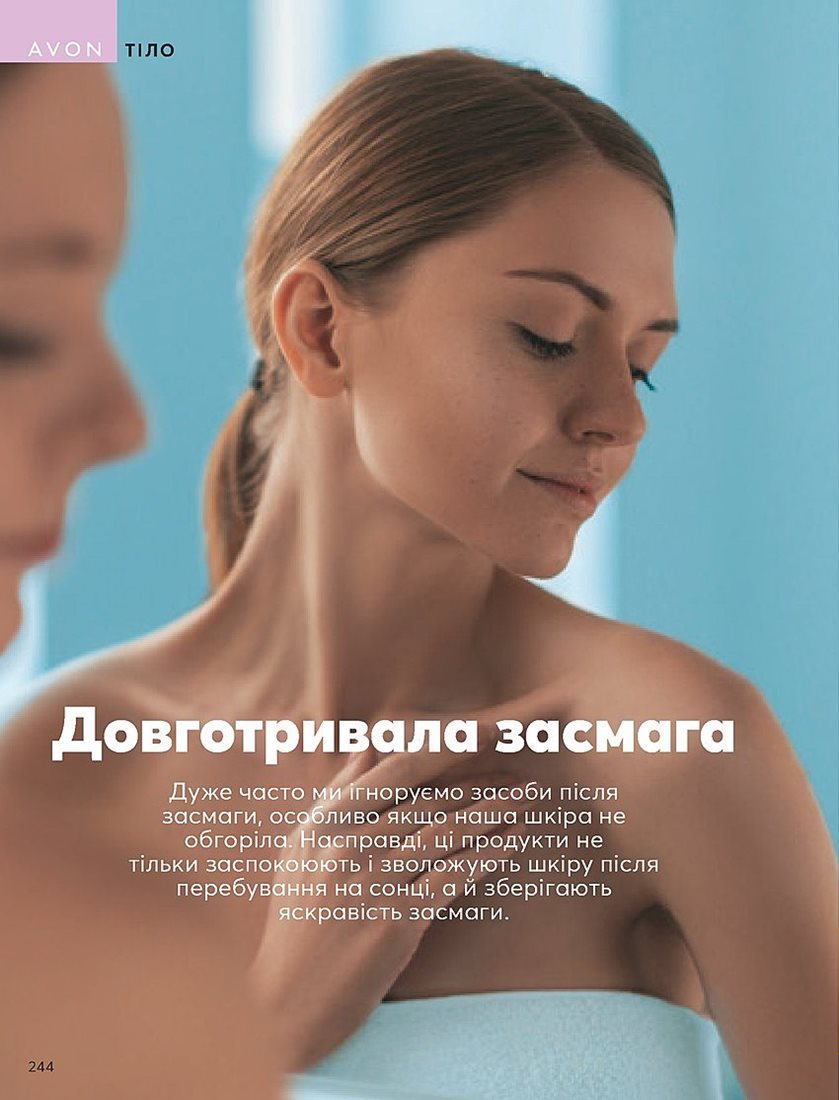 AVON ТІЛО
Довготривала засмага
Дуже часто ми ігноруємо засоби після
засмаги, особливо якщо наша шкіра не
обгоріла. Насправді, ці продукти не
тільки заспокоюють і зволожують шкіру після
перебування на сонці, а й зберігають
яскравість засмаги.
244